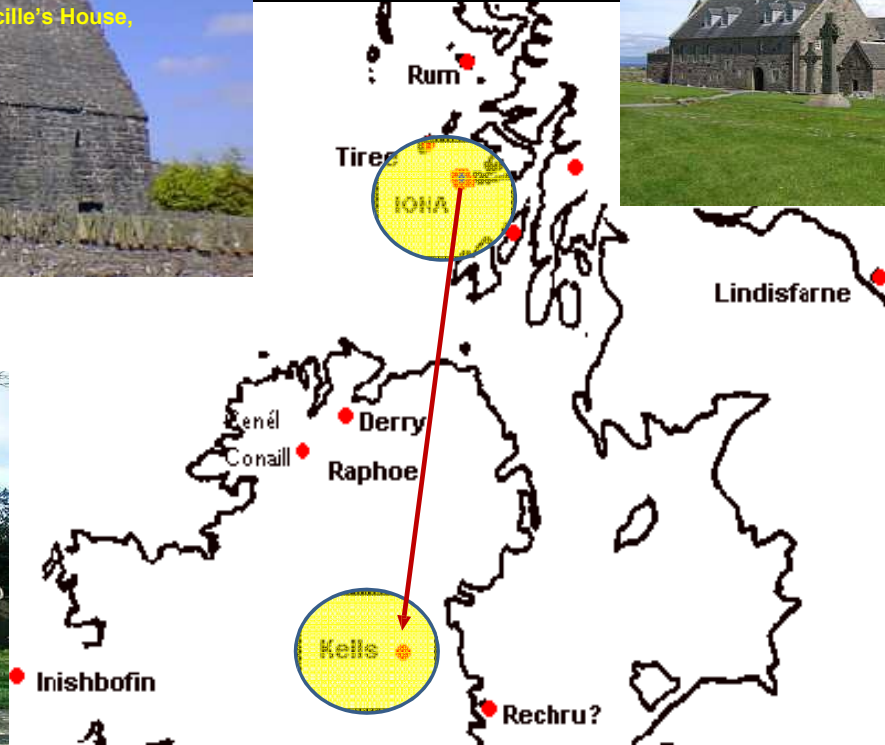 cille's House,
Rum
Tiree
IONA
Lindisfarne
Cenél
Conaill
Derry
Raphoe
Kells
Inishbofin
Rechru?